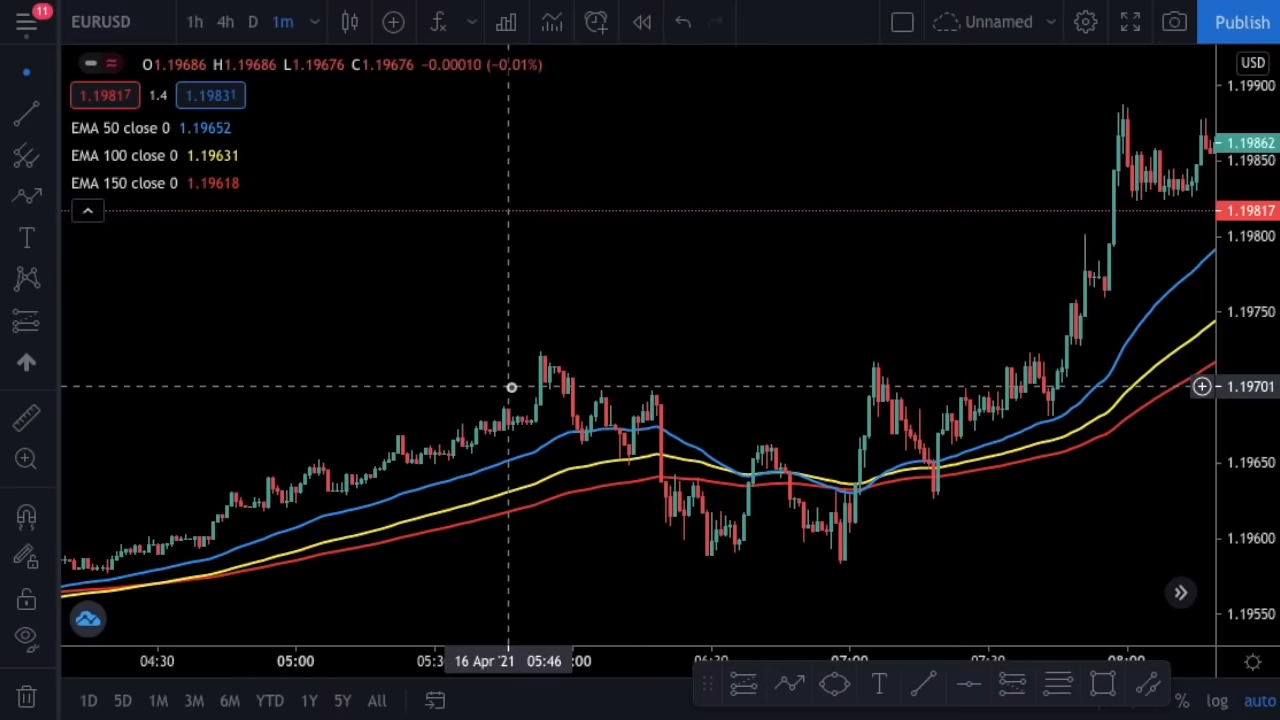 11
EURUSD 1h 4h D 1m Unnamed Publish
O1.19686 H1.19686 L1.19676 C1.19676 −0.00010 (−0.01%)
USD
1.19817 1.4 1.19831
EMA 50 close 0 1.19652
EMA 100 close 0 1.19631
EMA 150 close 0 1.19618
1.19900
1.19862
1.19850
1.19817
1.19800
1.19750
1.19701
1.19650
1.19600
1.19550
04:30 05:00 05:3 16 Apr '21 05:46 :00 06:30 07:00 07:30 08:00
1D 5D 1M 3M 6M YTD 1Y 5Y All % log auto